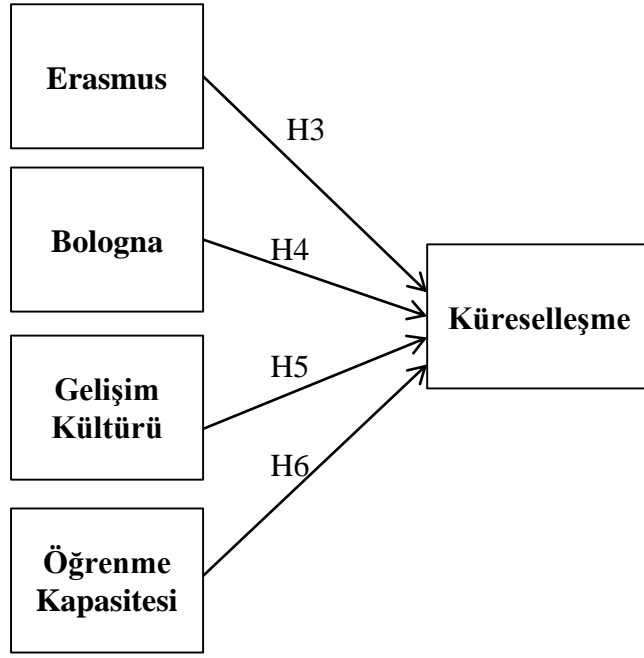 Erasmus
H3
Bologna
H4
Küreselleşme
Gelişim
Kültürü
H5
H6
Öğrenme
Kapasitesi